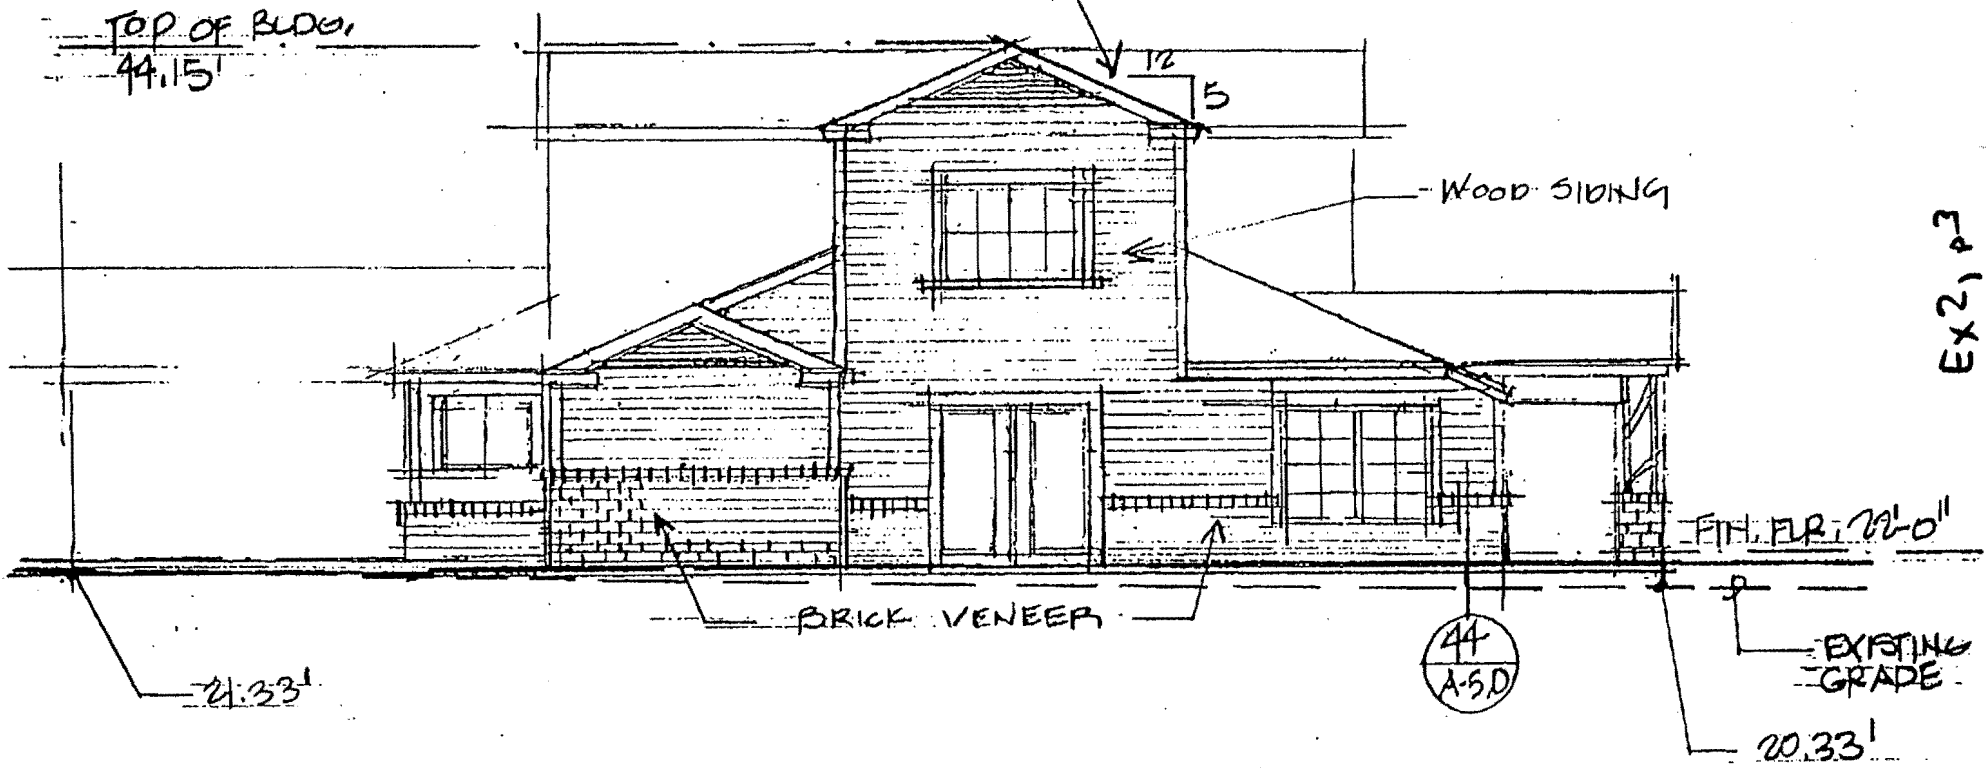 TOP OF BLDG.
44.15'
12
5
WOOD SIDING
Ex 2, p3
FIN. FLR. 22'-0"
BRICK VENEER
44
A-5.0
EXISTING
GRADE
21.33'
20.33'